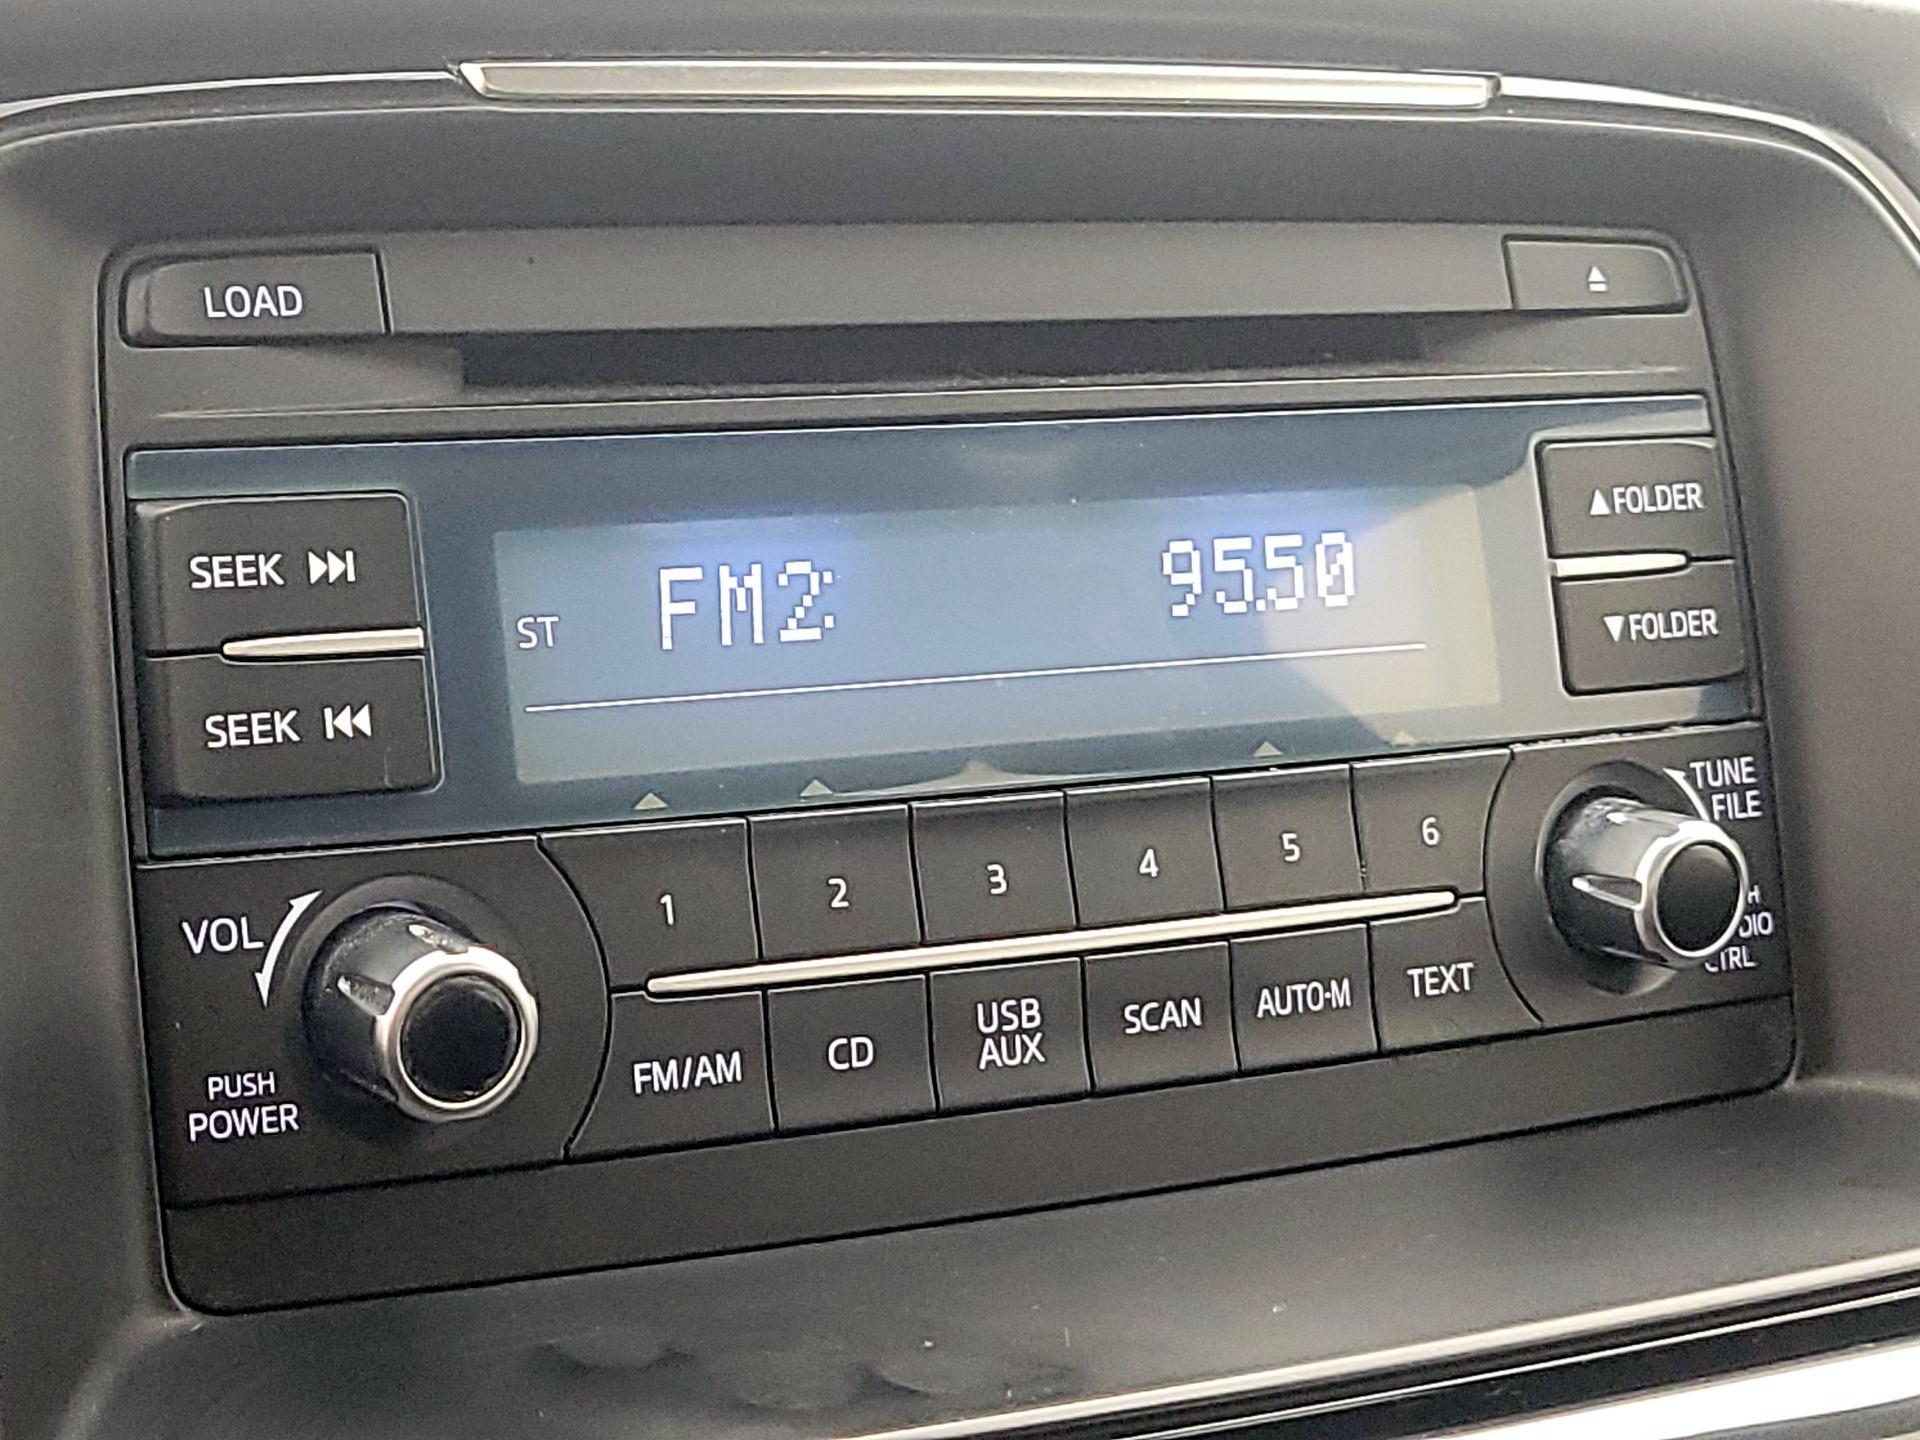 LOAD
SEEK
ST FM2: 95.50
▲FOLDER
▼FOLDER
SEEK
TUNE
FILE
VOL
1 2 3 4 5 6
PUSH
POWER
FM/AM
CD
USB
AUX
SCAN
AUTO-M
TEXT